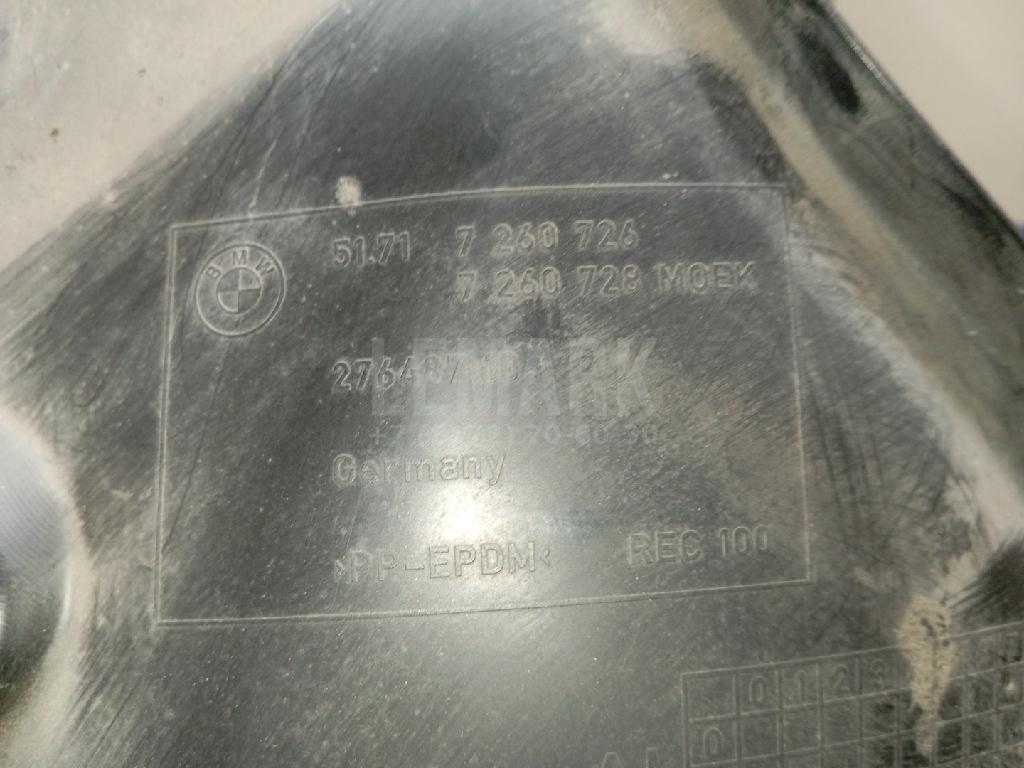 BMW
51.71 7 260 726
7 260 728 MOEK
LEMARK
Germany
>PP-EPDM<
REC 100
0 1 2 3
0